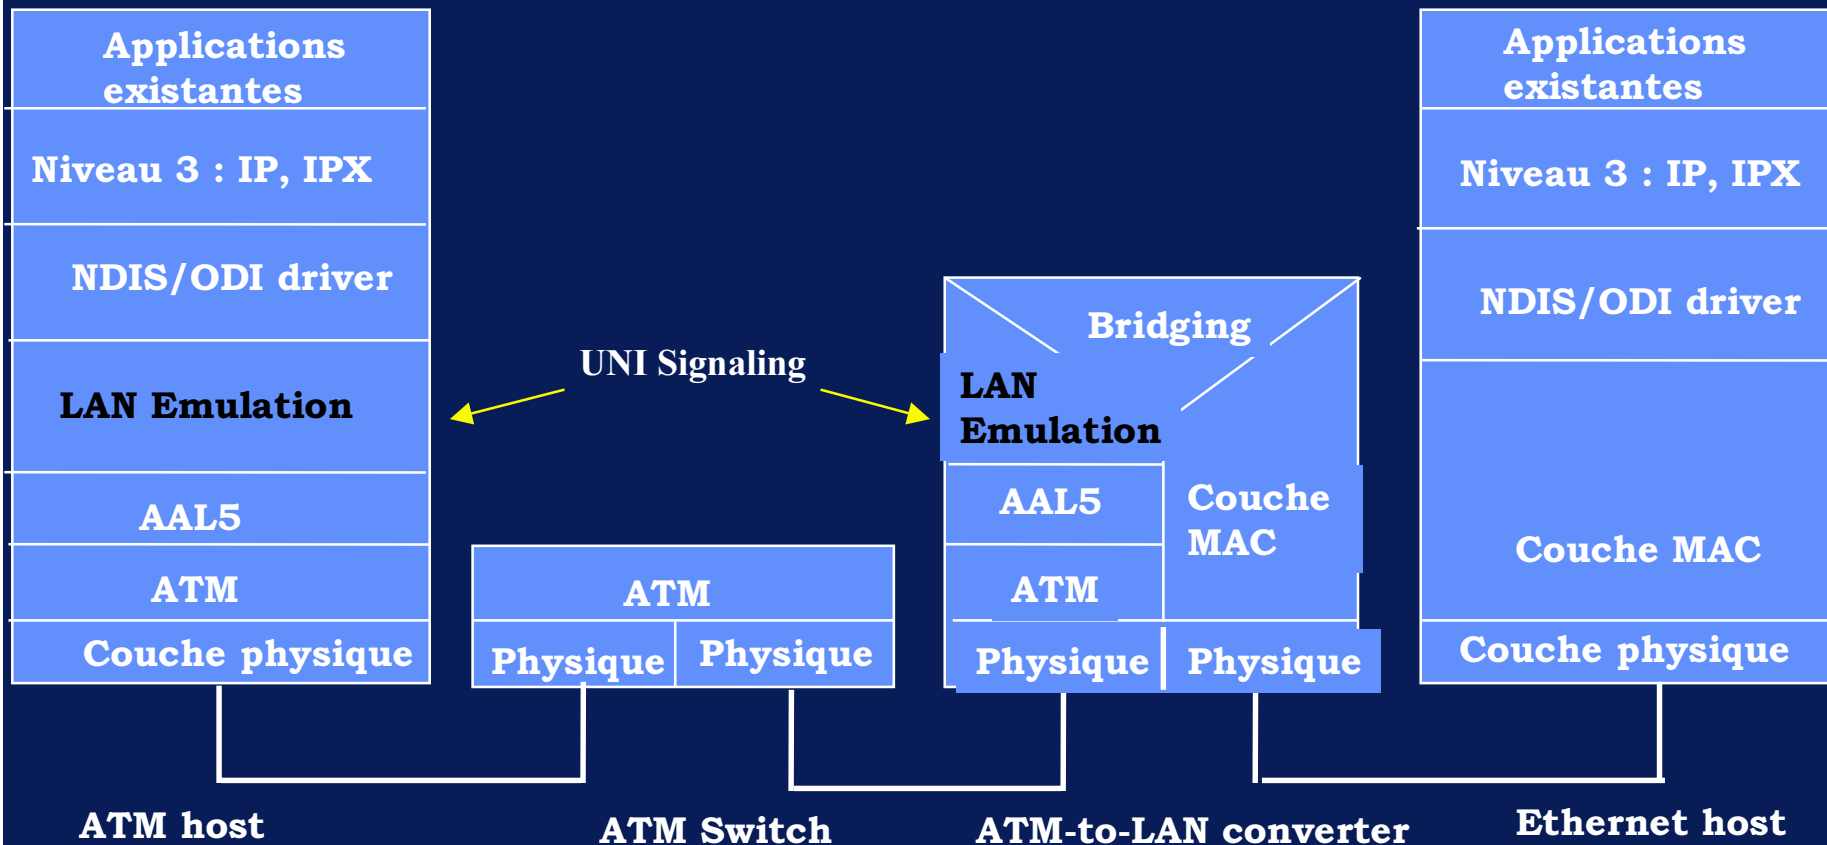 Applications
existantes
Niveau 3 : IP, IPX
NDIS/ODI driver
LAN Emulation
AAL5
ATM
Couche physique
ATM host
UNI Signaling
ATM
Physique
Physique
ATM Switch
Bridging
LAN
Emulation
AAL5
ATM
Couche
MAC
Physique
Physique
ATM-to-LAN converter
Applications
existantes
Niveau 3 : IP, IPX
NDIS/ODI driver
Couche MAC
Couche physique
Ethernet host